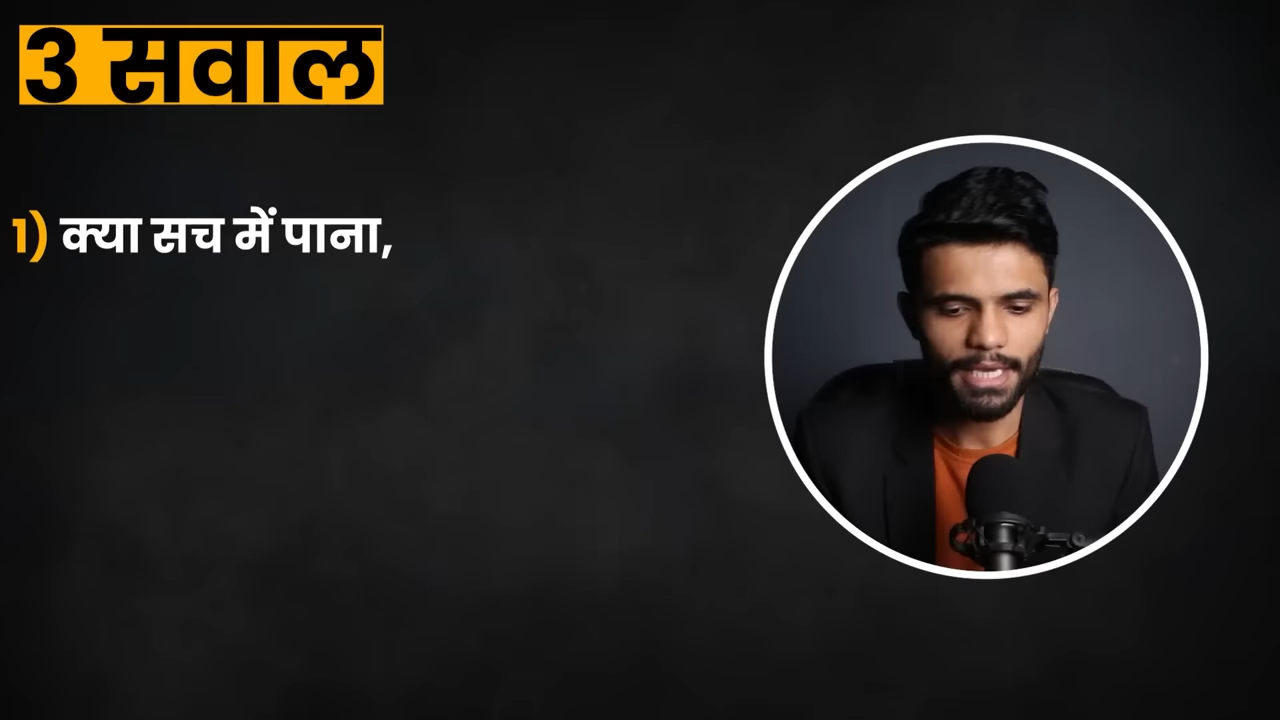 3 सवाल
1) क्या सच में पाना,